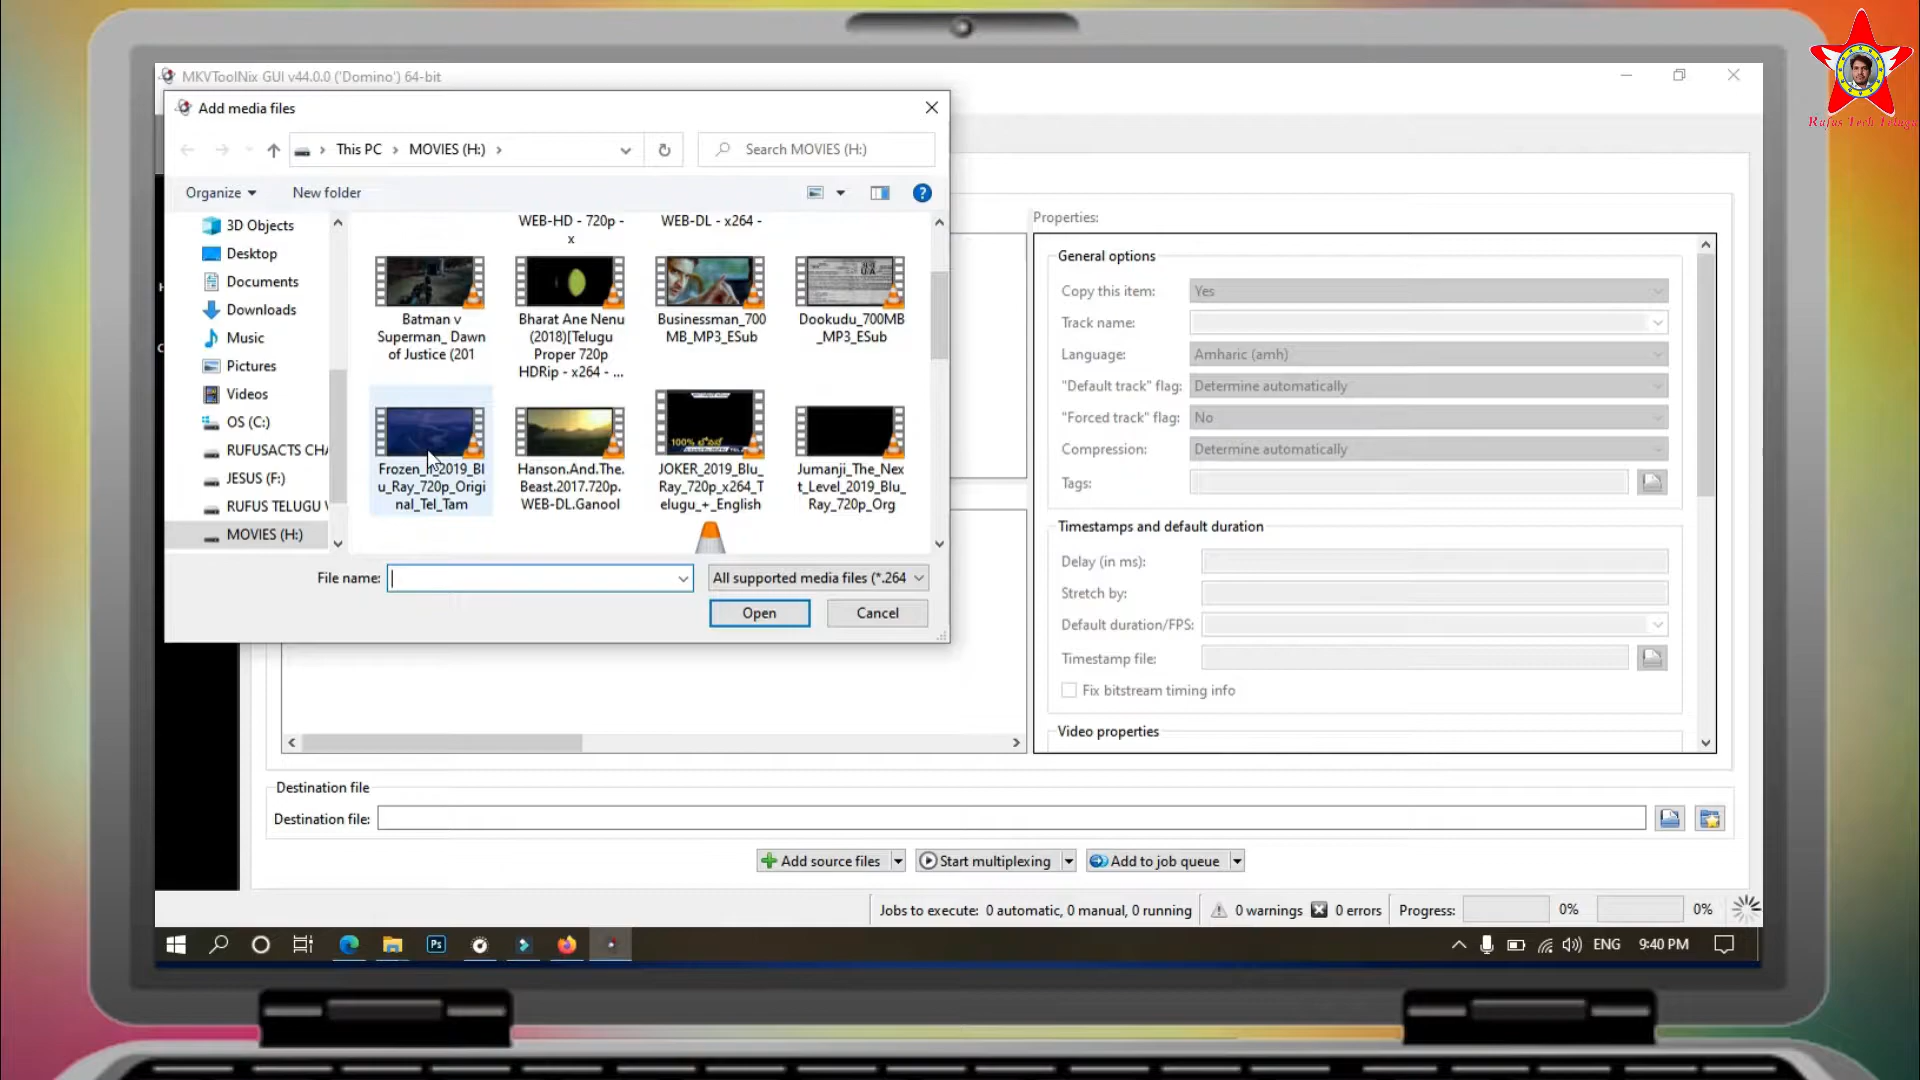 MKVToolNix GUI v44.0.0 ('Domino') 64-bit
Add media files
This PC
MOVIES (H:)
Search MOVIES (H:)
Organize
New folder
3D Objects
Desktop
Documents
Downloads
Music
Pictures
Videos
OS (C:)
RUFUSACTS CHA
JESUS (F:)
RUFUS TELUGU
MOVIES (H:)
WEB-HD - 720p -
x
WEB-DL - x264 -
Batman v
Superman_ Dawn
of Justice (201
Bharat Ane Nenu
(2018)[Telugu
Proper 720p
HDRip - x264 - ...
Businessman_700
MB_MP3_ESub
Dookudu_700MB
_MP3_ESub
2019_Bl
u_Ray_720p_Origi
nal_Tel_Tam
Hanson.And.The.
Beast.2017.720p.
WEB-DL.Ganool
100%
JOKER_2019_Blu_
Ray_720p_x264_T
elugu_+_English
Jumanji_The_Nex
t_Level_2019_Blu_
Ray_720p_Org
File name:
All supported media files (*.264
Open
Cancel
Properties:
General options
Copy this item:
Yes
Track name:
Language:
Amharic (amh)
"Default track" flag:
Determine automatically
"Forced track" flag:
No
Compression:
Determine automatically
Tags:
Timestamps and default duration
Delay (in ms):
Stretch by:
Default duration/FPS:
Timestamp file:
Fix bitstream timing info
Video properties
Destination file
Destination file:
Add source files
Start multiplexing
Add to job queue
Jobs to execute: 0 automatic, 0 manual, 0 running
0 warnings
0 errors
Progress:
0%
0%
Ps
ENG
9:40 PM
Rufus Tech Telugu